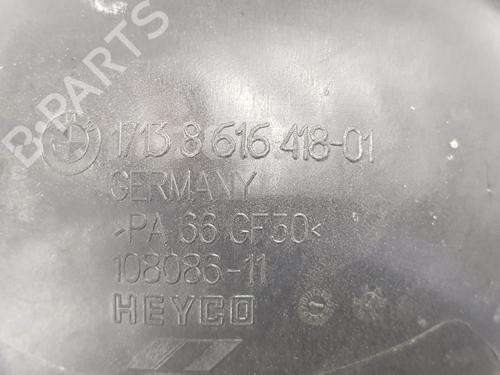 B-PARTS
1713 8 616 418-01
GERMANY
>PA 66 GF30<
108086-11
HEYCO